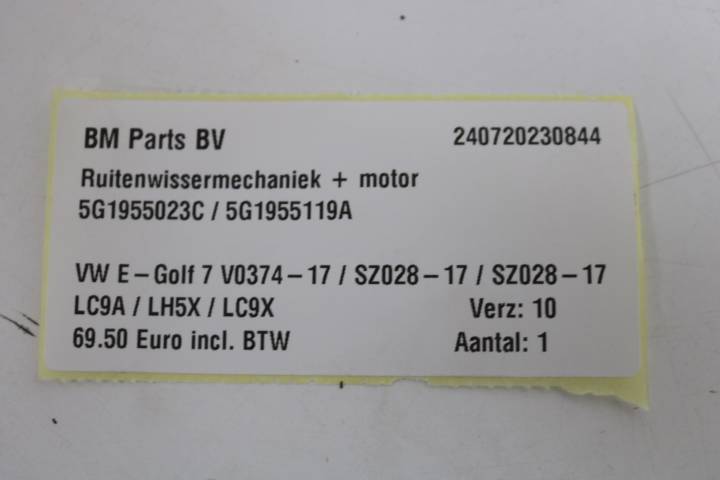 BM Parts BV 240720230844
Ruitenwissermechaniek + motor
5G1955023C / 5G1955119A
VW E-Golf 7 V0374-17 / SZ028-17 / SZ028-17
LC9A / LH5X / LC9X Verz: 10
69.50 Euro incl. BTW Aantal: 1